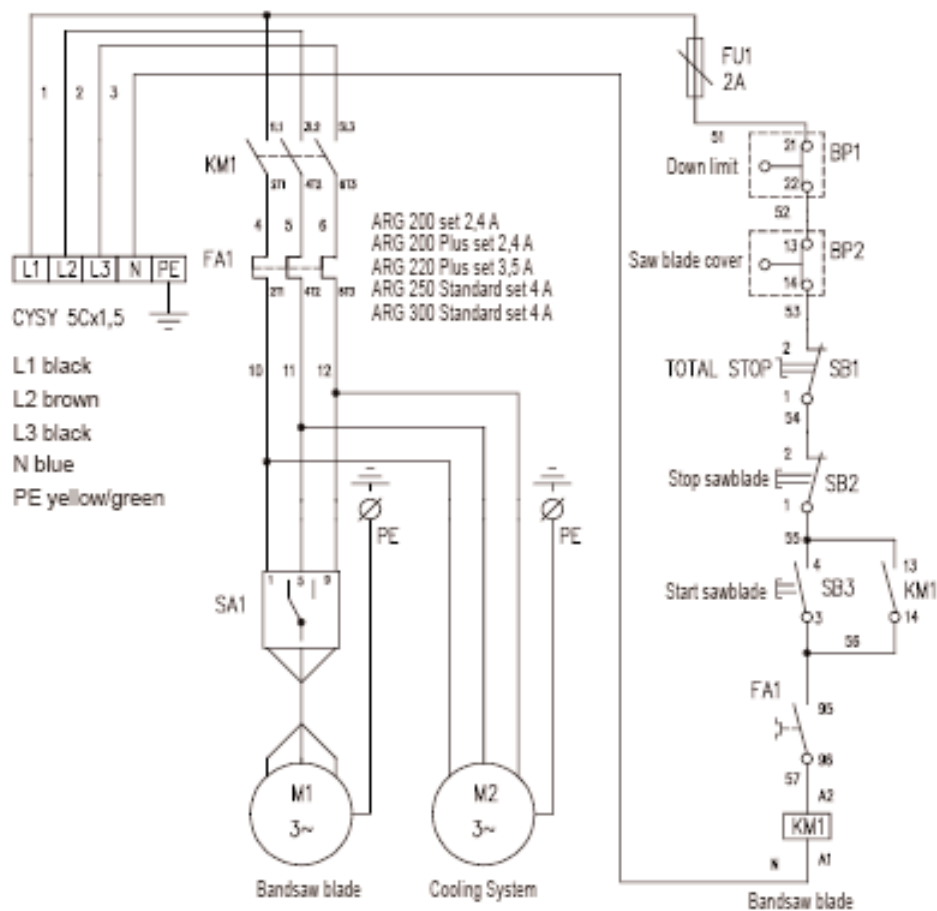 1
2
3
FU1
2A
51
1L1
3L2
5L3
KM1
2T1
4T2
6T3
21
BP1
Down limit
22
52
4
5
6
ARG 200 set 2,4 A
ARG 200 Plus set 2,4 A
ARG 220 Plus set 3,5 A
ARG 250 Standard set 4 A
ARG 300 Standard set 4 A
FA1
2T1
4T2
6T3
13
BP2
Saw blade cover
14
53
L1 L2 L3 N PE
CYSY 5Cx1,5
L1 black
L2 brown
L3 black
N blue
PE yellow/green
10
11
12
2
TOTAL STOP
SB1
1
54
2
Stop sawblade
SB2
1
55
PE
PE
4
13
Start sawblade
SB3
KM1
3
14
56
1
5
9
SA1
FA1
95
96
57
A2
KM1
N
A1
M1
3~
M2
3~
Bandsaw blade
Cooling System
Bandsaw blade